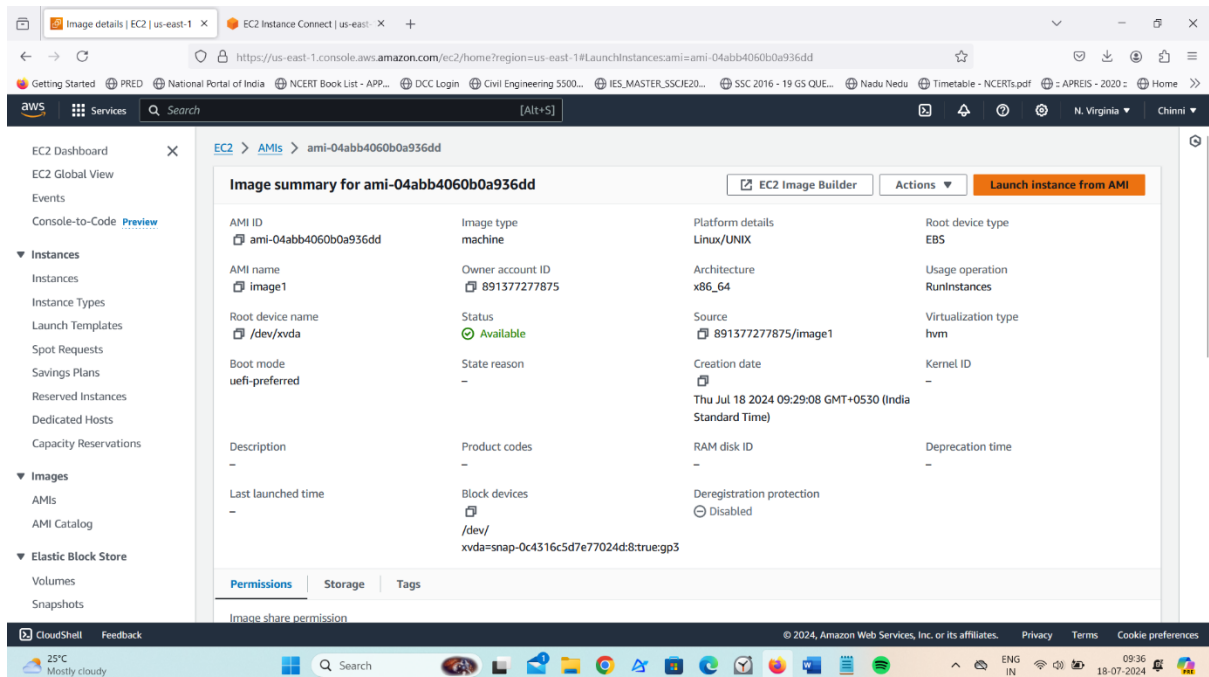 Image details | EC2 | us-east-1
EC2 Instance Connect | us-east-
https://us-east-1.console.aws.amazon.com/ec2/home?region=us-east-1#LaunchInstances:ami=ami-04abb4060b0a936dd
Getting Started PRED National Portal of India NCERT Book List - APP... DCC Login Civil Engineering 5500... IES_MASTER_SSCJE20... SSC 2016 - 19 GS QUE... Nadu Nedu Timetable - NCERTs.pdf :: APREIS - 2020 :: Home
aws Services Search [Alt+S] N. Virginia Chinni
EC2 Dashboard
EC2 Global View
Events
Console-to-Code Preview
Instances
Instances
Instance Types
Launch Templates
Spot Requests
Savings Plans
Reserved Instances
Dedicated Hosts
Capacity Reservations
Images
AMIs
AMI Catalog
Elastic Block Store
Volumes
Snapshots
EC2 > AMIs > ami-04abb4060b0a936dd
Image summary for ami-04abb4060b0a936dd
EC2 Image Builder
Actions
Launch instance from AMI
AMI ID
ami-04abb4060b0a936dd
Image type
machine
Platform details
Linux/UNIX
Root device type
EBS
AMI name
image1
Owner account ID
891377277875
Architecture
x86_64
Usage operation
RunInstances
Root device name
/dev/xvda
Status
Available
Source
891377277875/image1
Virtualization type
hvm
Boot mode
uefi-preferred
State reason
–
Creation date
Thu Jul 18 2024 09:29:08 GMT+0530 (India
Standard Time)
Kernel ID
–
Description
–
Product codes
–
RAM disk ID
–
Deprecation time
–
Last launched time
–
Block devices
/dev/
xvda=snap-0c4316c5d7e77024d:8:true:gp3
Deregistration protection
Disabled
Permissions
Storage
Tags
Image share permission
CloudShell Feedback © 2024, Amazon Web Services, Inc. or its affiliates. Privacy Terms Cookie preferences
25°C
Mostly cloudy
Search
ENG
IN
09:36
18-07-2024